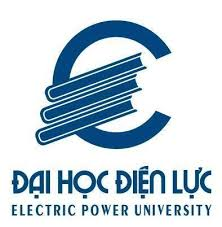 ĐẠI HỌC ĐIỆN LỰC
ELECTRIC POWER UNIVERSITY